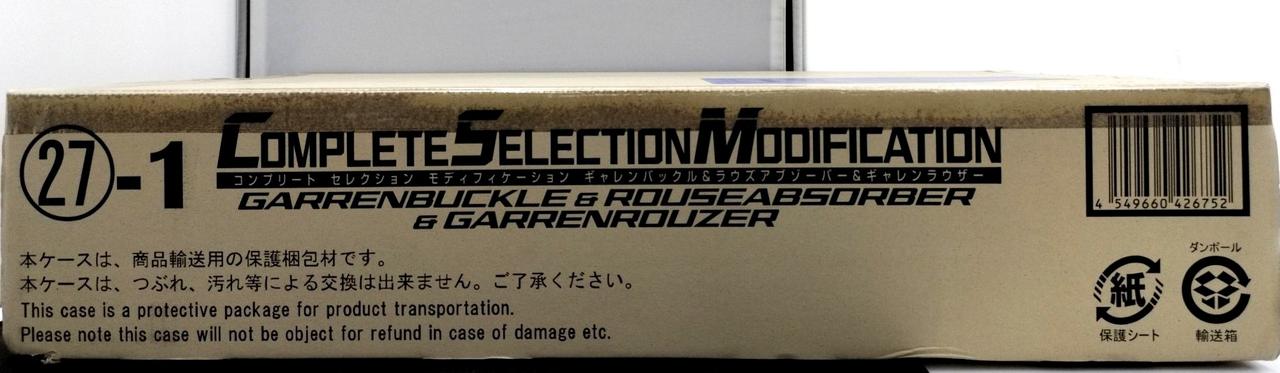 27-1
COMPLETE SELECTION MODIFICATION
コンプリート セレクション モディフィケーション ギャレンバックル&ラウズアブソーバー&ギャレンラウザー
GARRENBUCKLE & ROUSEABSORBER
& GARRENROUZER
4 549660 426752
本ケースは、商品輸送用の保護梱包材です。
本ケースは、つぶれ、汚れ等による交換は出来ません。ご了承ください。
This case is a protective package for product transportation.
Please note this case will not be object for refund in case of damage etc.
紙
保護シート
ダンボール
輸送箱